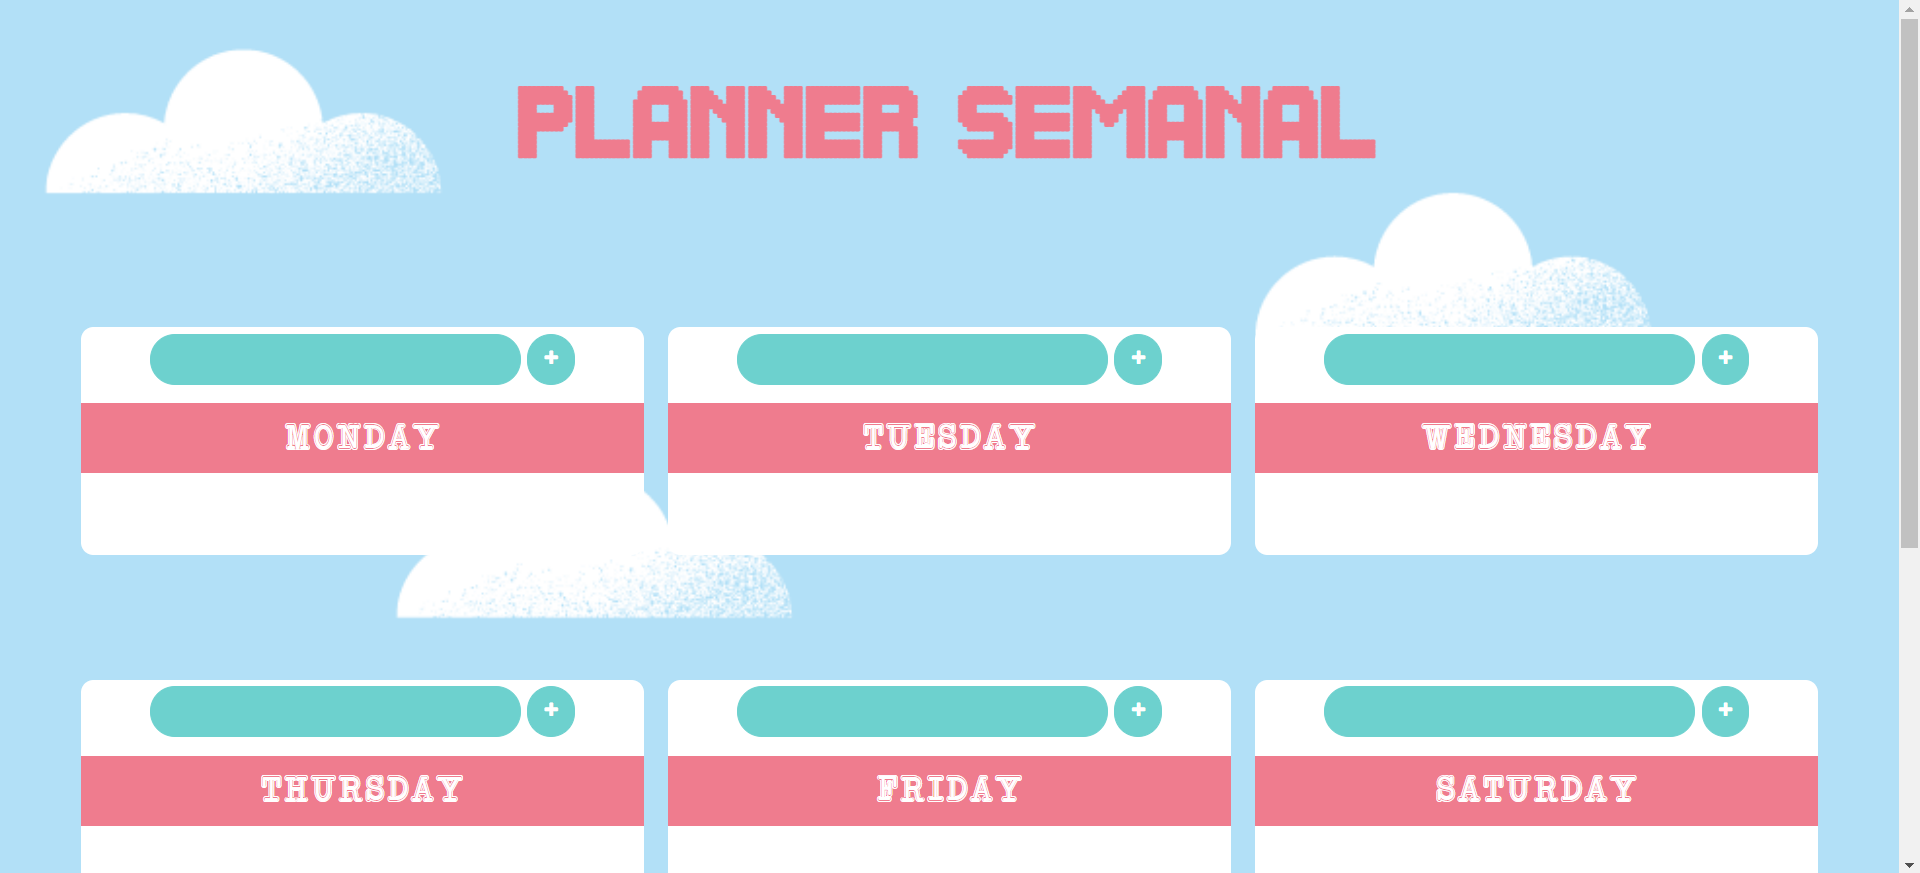 PLANNER SEMANAL
+ + +
MONDAY TUESDAY WEDNESDAY
+ + +
THURSDAY FRIDAY SATURDAY